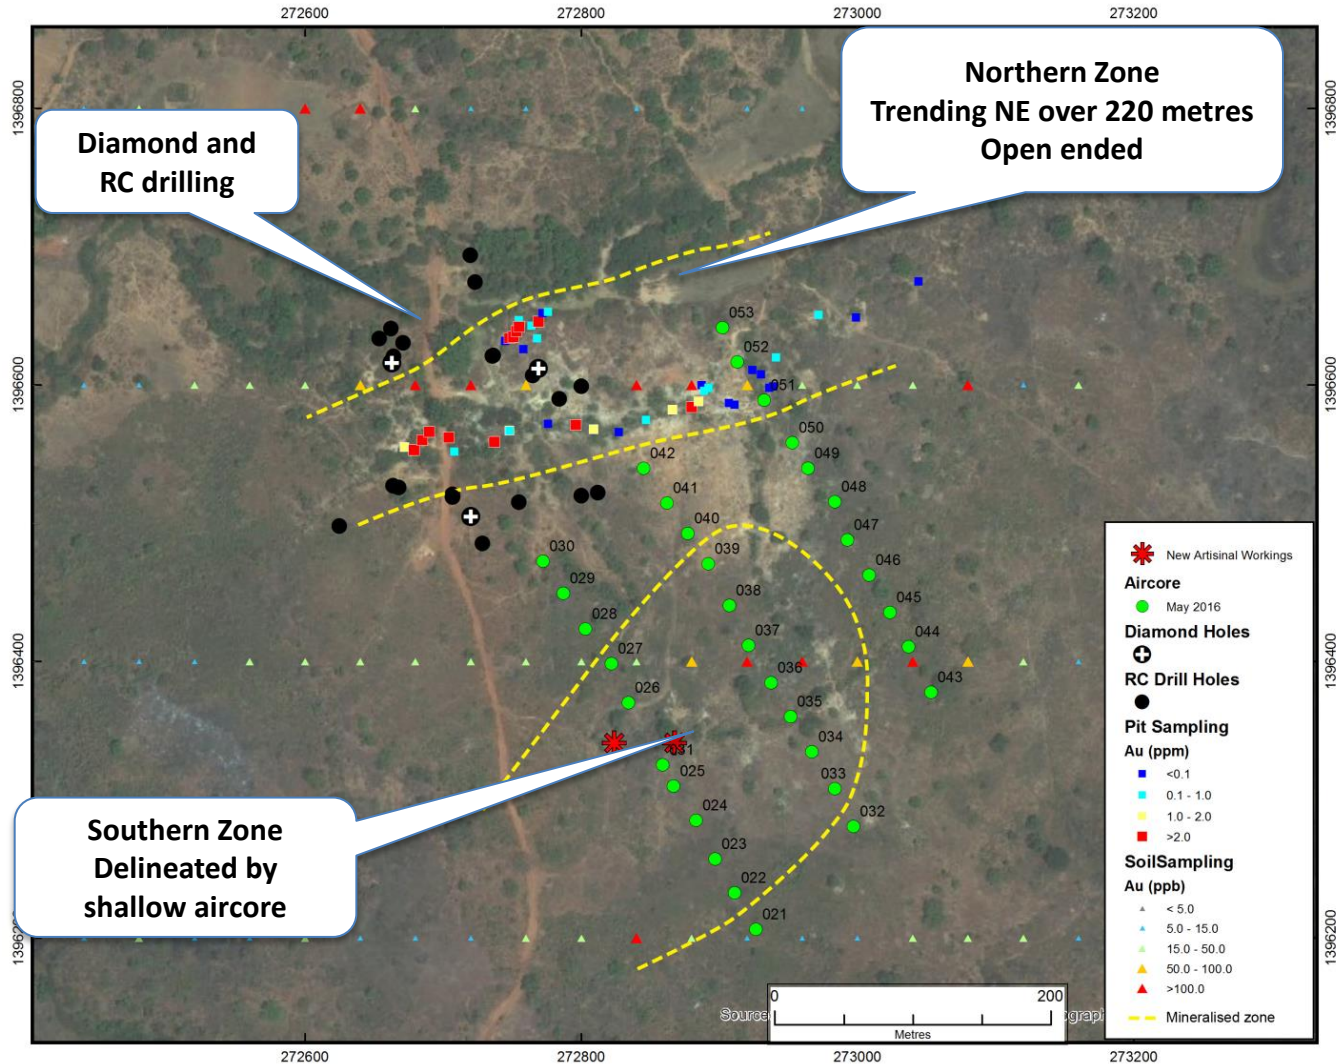 272600
272800
273000
273200
1396800
1396800
Northern Zone
Trending NE over 220 metres
Open ended
Diamond and
RC drilling
053
052
1396600
1396600
051
050
042
049
041
048
040
047
039
030
046
029
038
045
028
037
044
027
1396400
1396400
036
043
026
035
034
031
025
033
024
032
023
022
021
Southern Zone
Delineated by
shallow aircore
New Artisinal Workings
Aircore
May 2016
Diamond Holes
RC Drill Holes
Pit Sampling
Au (ppm)
<0.1
0.1 - 1.0
1.0 - 2.0
>2.0
SoilSampling
Au (ppb)
< 5.0
5.0 - 15.0
15.0 - 50.0
50.0 - 100.0
>100.0
Mineralised zone
1396200
1396200
0
200
Metres
272600
272800
273000
273200